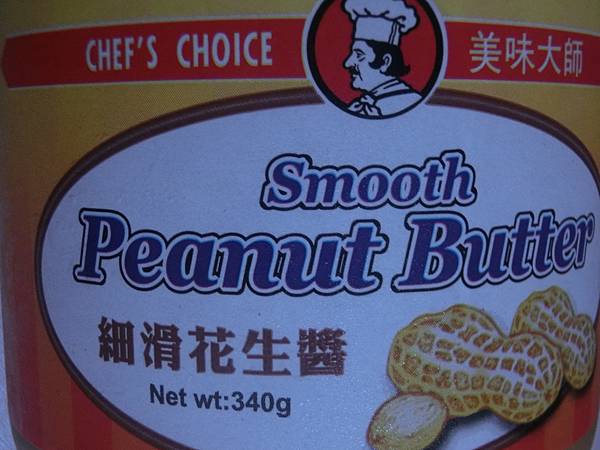 CHEF'S CHOICE 美味大師
Smooth
Peanut Butter
細滑花生醬
Net wt:340g